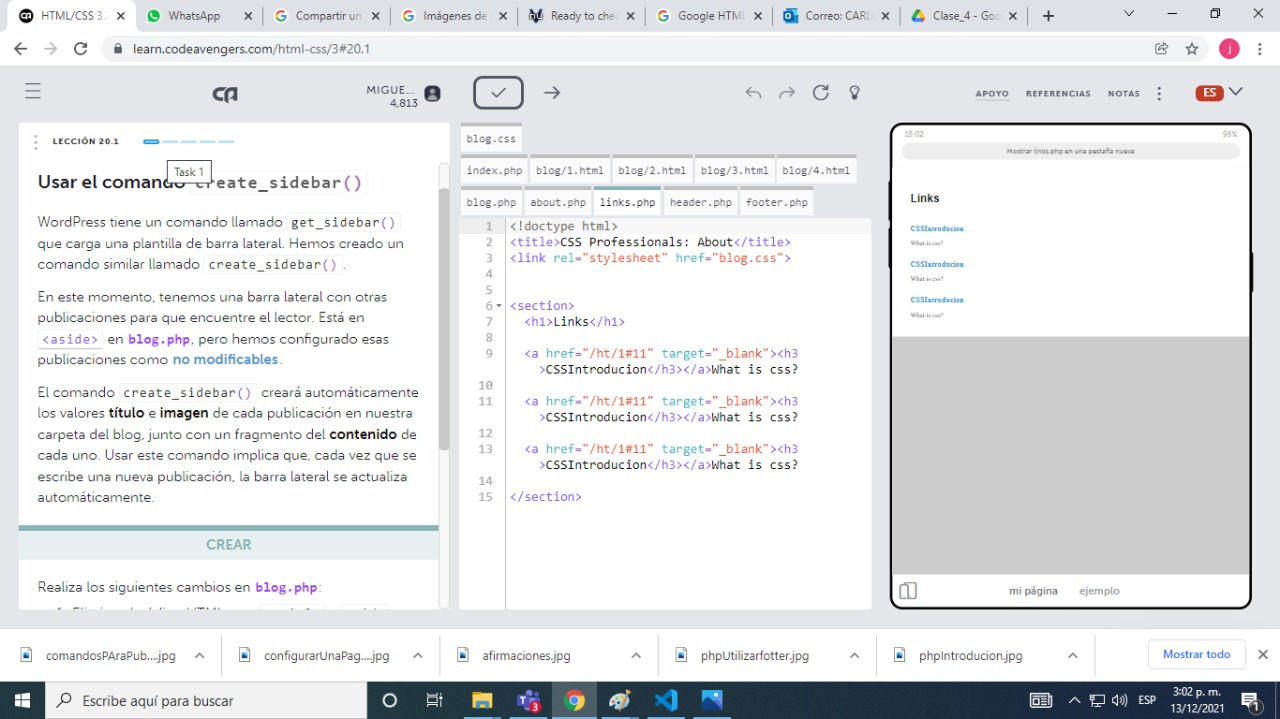 HTML/CSS 3.
WhatsApp
Compartir un
Imágenes de
Ready to che
Google HTML
Correo: CARL
Clase_4 - Goo
learn.codeavengers.com/html-css/3#20.1
j
MIGUE...
4,813
APOYO
REFERENCIAS
NOTAS
ES
LECCIÓN 20.1
Task 1
Usar el comando create_sidebar()
WordPress tiene un comando llamado get_sidebar()
que carga una plantilla de barra lateral. Hemos creado un
comando similar llamado create_sidebar().
En este momento, tenemos una barra lateral con otras
publicaciones para que encuentre el lector. Está en
<aside> en blog.php, pero hemos configurado esas
publicaciones como no modificables.
El comando create_sidebar() creará automáticamente
los valores título e imagen de cada publicación en nuestra
carpeta del blog, junto con un fragmento del contenido de
cada uno. Usar este comando implica que, cada vez que se
escribe una nueva publicación, la barra lateral se actualiza
automáticamente.
CREAR
Realiza los siguientes cambios en blog.php:
blog.css
index.php
blog/1.html
blog/2.html
blog/3.html
blog/4.html
blog.php
about.php
links.php
header.php
footer.php
1 <!doctype html>
2 <title>CSS Professionals: About</title>
3 <link rel="stylesheet" href="blog.css">
4
5
6 <section>
7 <h1>Links</h1>
8
9 <a href="/ht/1#11" target="_blank"><h3
>CSSIntroducion</h3></a>What is css?
10
11 <a href="/ht/1#11" target="_blank"><h3
>CSSIntroducion</h3></a>What is css?
12
13 <a href="/ht/1#11" target="_blank"><h3
>CSSIntroducion</h3></a>What is css?
14
15 </section>
15:02
98%
Mostrar links.php en una pestaña nueva
Links
CSSIntroducion
What is css?
CSSIntroducion
What is css?
CSSIntroducion
What is css?
mi página
ejemplo
comandosPAraPub....jpg
configurarUnaPag....jpg
afirmaciones.jpg
phpUtilizarfotter.jpg
phpIntroducion.jpg
Mostrar todo
Escribe aquí para buscar
3
ESP
3:02 p. m.
13/12/2021
1